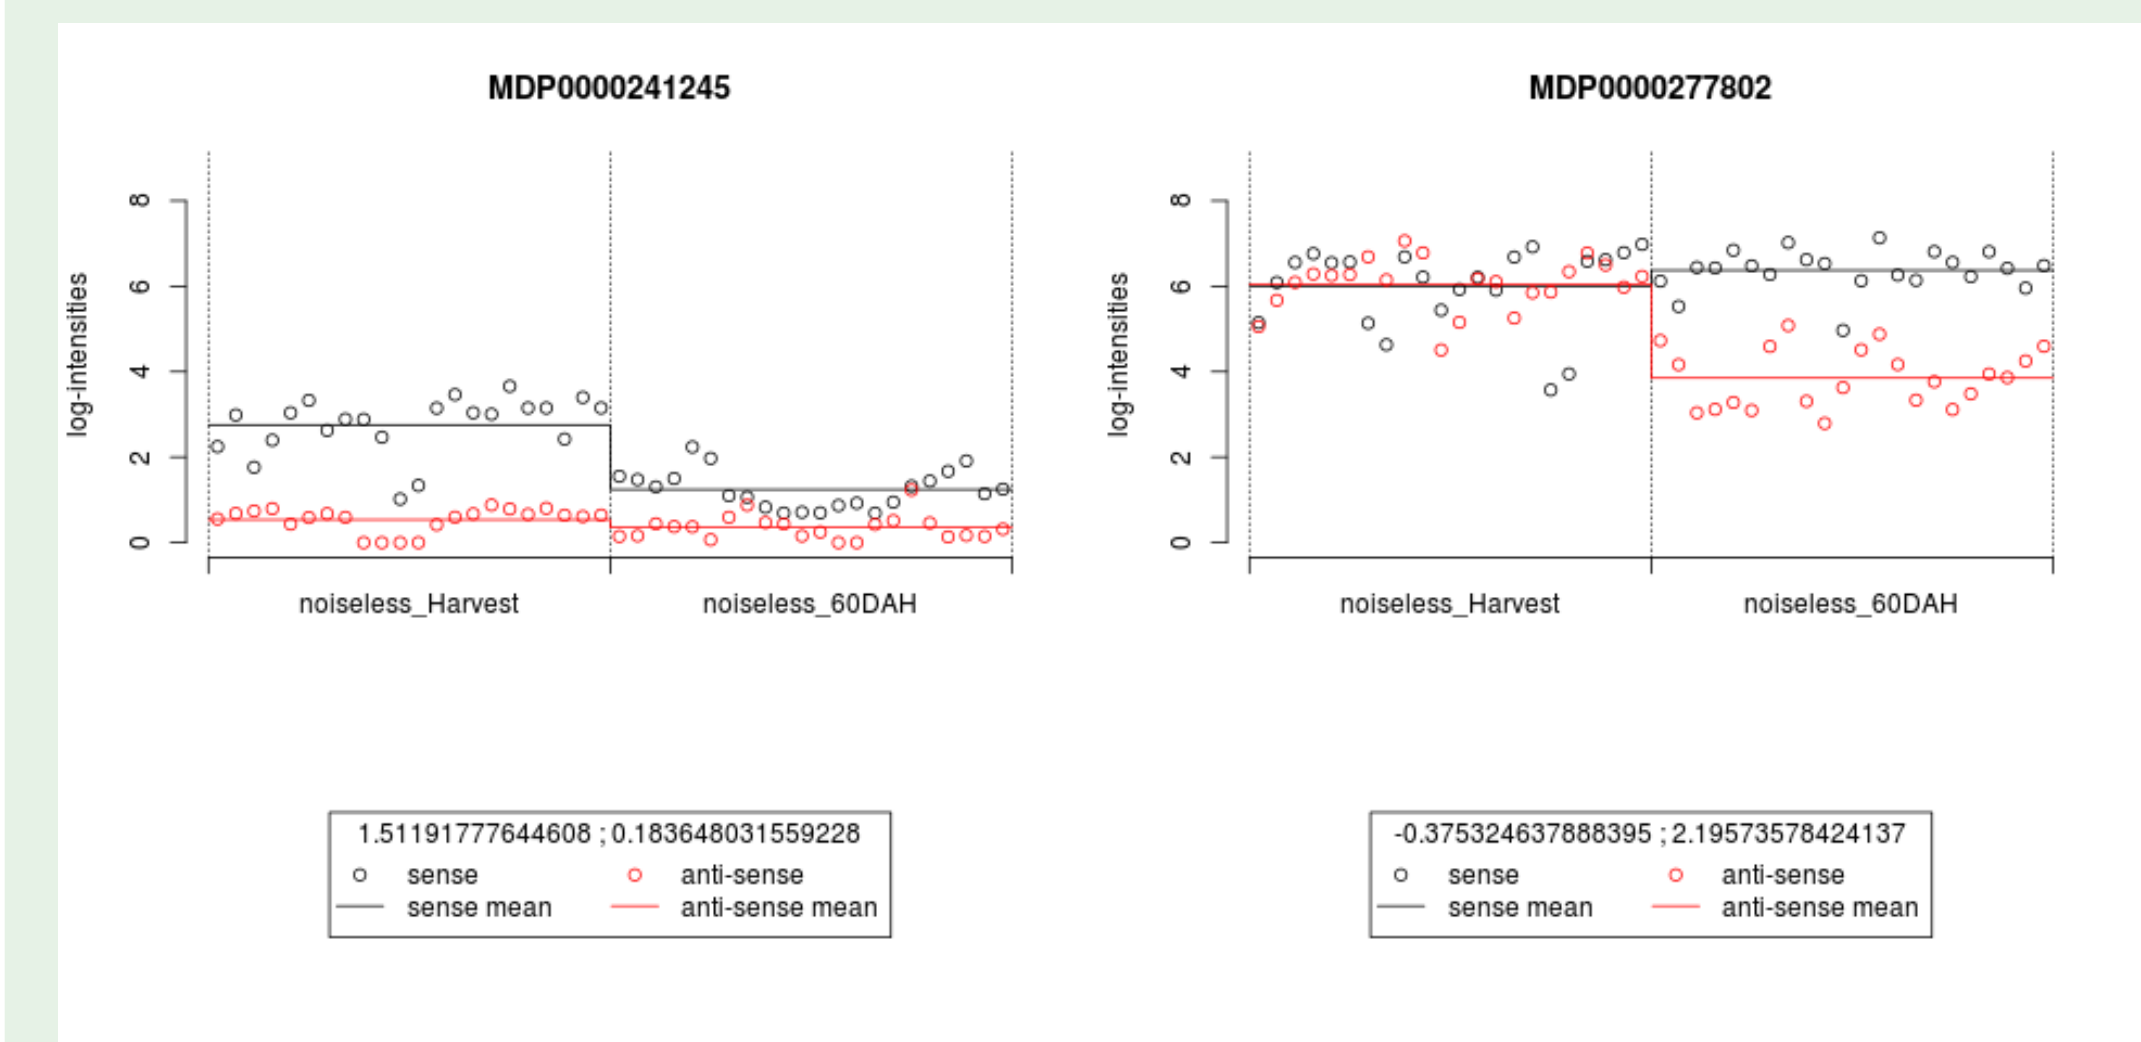 MDP0000241245
8
6
4
2
0
log-intensities
noiseless_Harvest noiseless_60DAH
1.51191777644608 ; 0.183648031559228
sense anti-sense
sense mean anti-sense mean
MDP0000277802
8
6
4
2
0
log-intensities
noiseless_Harvest noiseless_60DAH
-0.375324637888395 ; 2.19573578424137
sense anti-sense
sense mean anti-sense mean